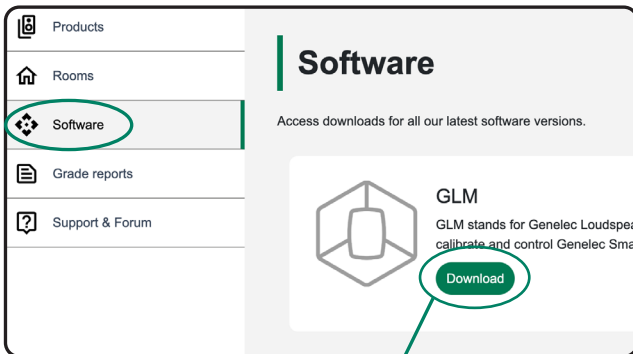 Products
Rooms
Software
Grade reports
Support & Forum
Software
Access downloads for all our latest software versions.
GLM
GLM stands for Genelec Loudspea
calibrate and control Genelec Sma
Download